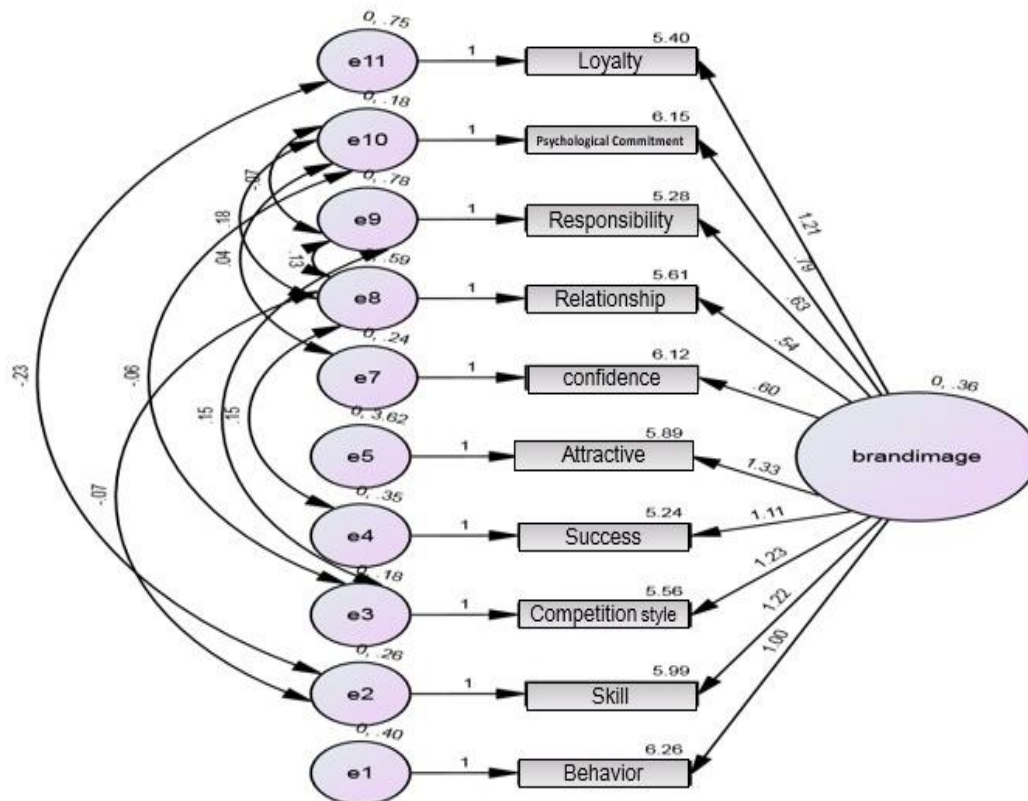 0, .75
e11
1
5.40
Loyalty
0, .18
e10
1
6.15
Psychological Commitment
0, .78
e9
1
5.28
Responsibility
0, .59
e8
1
5.61
Relationship
0, .24
e7
1
6.12
confidence
0, 3.62
e5
1
5.89
Attractive
0, .35
e4
1
5.24
Success
0, .18
e3
1
5.56
Competition style
0, .26
e2
1
5.99
Skill
0, .40
e1
1
6.26
Behavior
-.07
.18
.04
.13
-.23
-.06
.15
.15
-.07
1.21
.79
.63
.54
.60
1.33
1.11
1.23
1.22
1.00
0, .36
brandimage